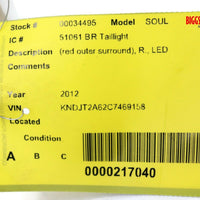 Stock # 00034495 Model SOUL
IC # 51061 BR Taillight
Description (red outer surround), R., LED
Comments
Year 2012
VIN KNDJT2A62C7469158
Located
Condition
A B C
0000217040